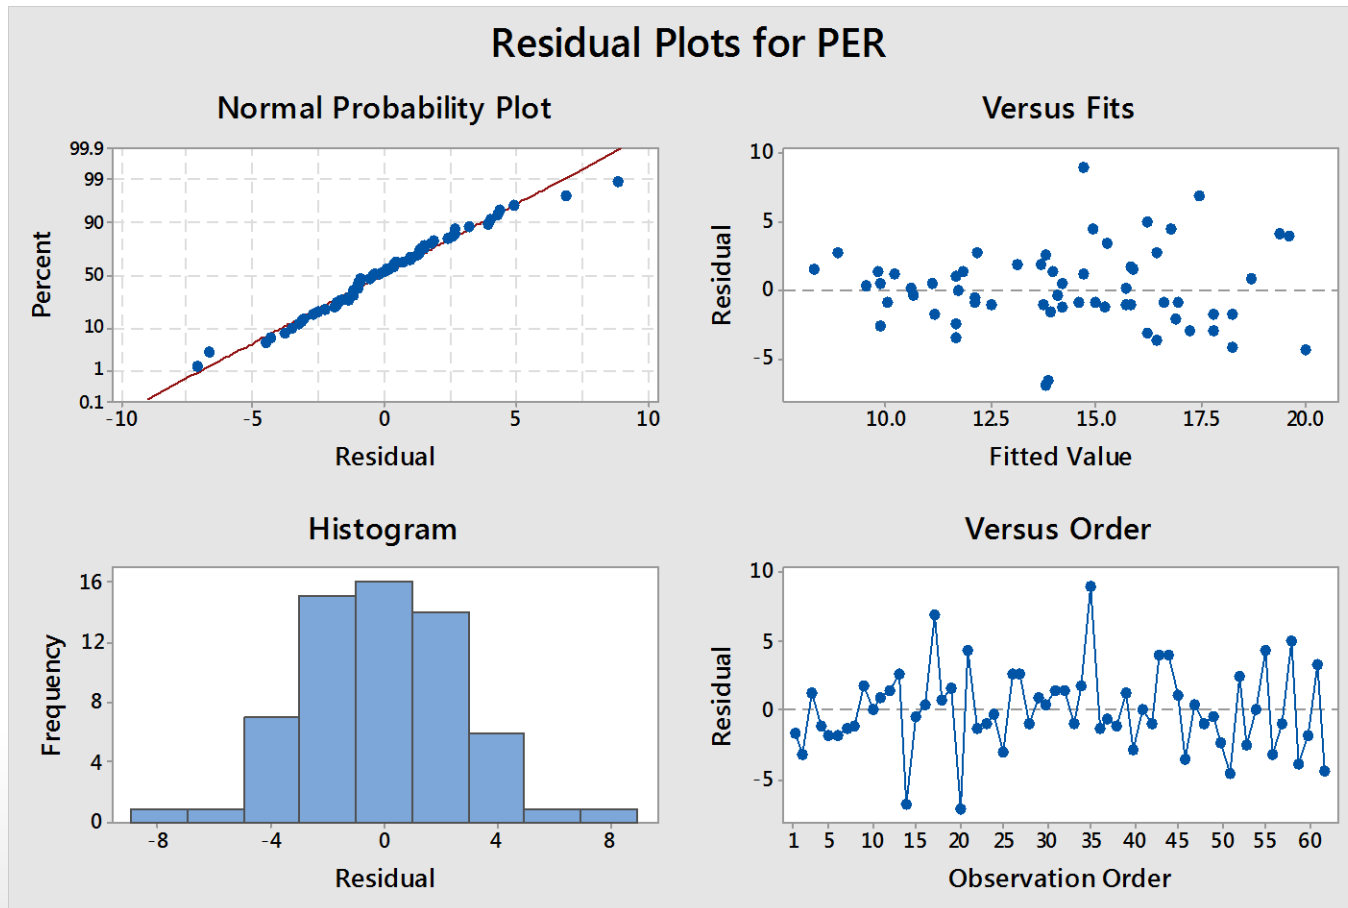 Residual Plots for PER
Normal Probability Plot
99.9
99
90
50
10
1
0.1
Percent
-10 -5 0 5 10
Residual
Versus Fits
10
5
0
-5
Residual
10.0 12.5 15.0 17.5 20.0
Fitted Value
Histogram
16
12
8
4
0
Frequency
-8 -4 0 4 8
Residual
Versus Order
10
5
0
-5
Residual
1 5 10 15 20 25 30 35 40 45 50 55 60
Observation Order